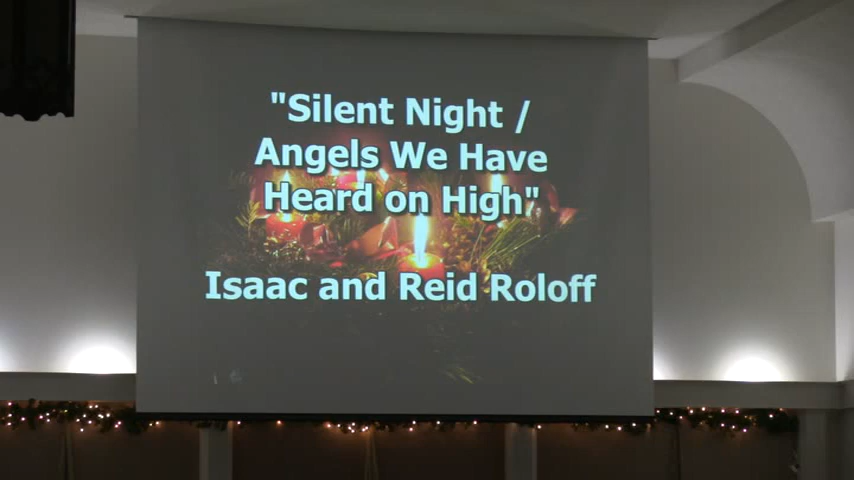 "Silent Night /
Angels We Have
Heard on High"
Isaac and Reid Roloff